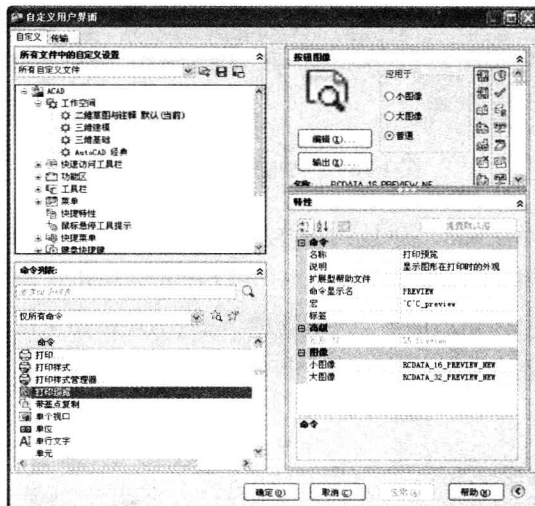 自定义用户界面
自定义 传输
所有文件中的自定义设置
所有自定义文件
ACAD
工作空间
二维草图与注释 默认(当前)
三维建模
三维基础
AutoCAD 经典
快速访问工具栏
功能区
工具栏
菜单
快捷特性
鼠标悬停工具提示
快捷菜单
键盘快捷键
命令列表:
仅所有命令
命令
打印
打印样式
打印样式管理器
打印预览
带基点复制
单个视口
单位
单行文字
单元
按钮图像
应用于
小图像
大图像
普通
编辑(E)...
输出(X)...
名称: RCDATA_16_PREVIEW_NE
特性
命令
名称 打印预览
说明 显示图形在打印时的外观
扩展型帮助文件
命令显示名 PREVIEW
宏 ^C^C_preview
标签
高级
图像
小图像 RCDATA_16_PREVIEW_NEW
大图像 RCDATA_32_PREVIEW_NEW
命令
确定(O) 取消(C) 应用(A) 帮助(H)